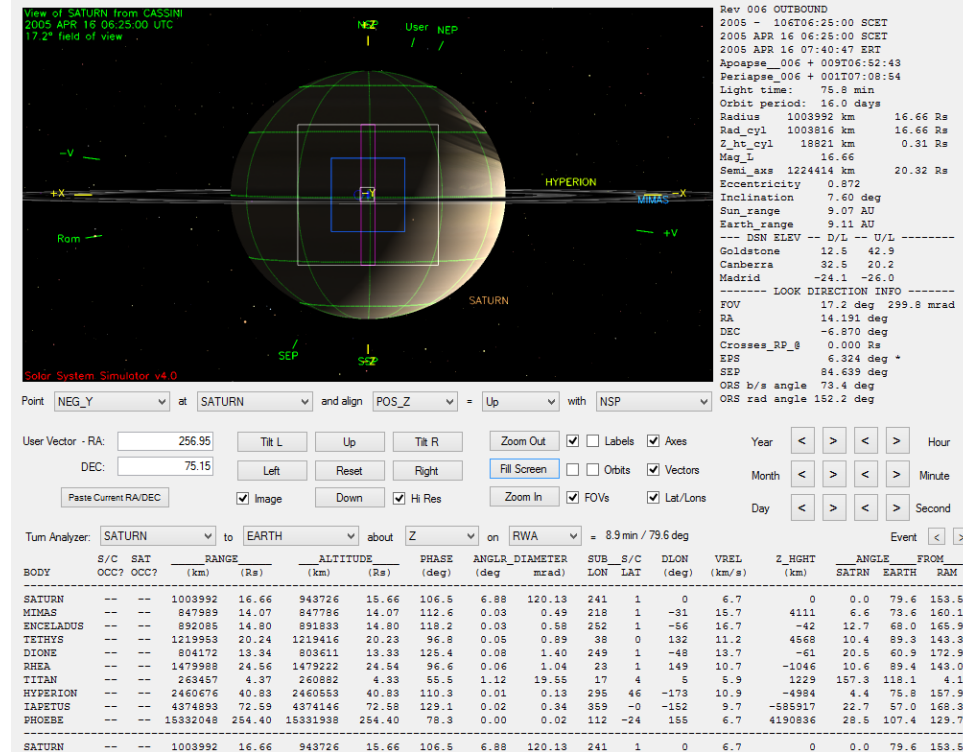 View of SATURN from CASSINI
2005 APR 16 06:25:00 UTC
17.2° field of view
+Z
User
NEP
-V
+X
-Y
HYPERION
MIMAS
-X
Ram
+V
SATURN
SEP
Solar System Simulator v4.0
Rev 006 OUTBOUND
2005 - 106T06:25:00 SCET
2005 APR 16 06:25:00 SCET
2005 APR 16 07:40:47 ERT
Apoapse__006 + 009T06:52:43
Periapse_006 + 001T07:08:54
Light time: 75.8 min
Orbit period: 16.0 days
Radius 1003992 km 16.66 Rs
Rad_cyl 1003816 km 16.66 Rs
Z_ht_cyl 18821 km 0.31 Rs
Mag_L 16.66
Semi_axs 1224414 km 20.32 Rs
Eccentricity 0.872
Inclination 7.60 deg
Sun_range 9.07 AU
Earth_range 9.11 AU
--- DSN ELEV -- D/L -- U/L --------
Goldstone 12.5 42.9
Canberra 32.5 20.2
Madrid -24.1 -26.0
------- LOOK DIRECTION INFO -------
FOV 17.2 deg 299.8 mrad
RA 14.191 deg
DEC -6.870 deg
Crosses_RP_@ 0.000 Rs
EPS 6.324 deg *
SEP 84.639 deg
ORS b/s angle 73.4 deg
ORS rad angle 152.2 deg
Point NEG_Y at SATURN and align POS_Z = Up with NSP
User Vector - RA: 256.95 Tilt L Up Tilt R Zoom Out Labels Axes Year < > < > Hour
DEC: 75.15 Left Reset Right Fill Screen Orbits Vectors Month < > < > Minute
Paste Current RA/DEC Image Down Hi Res Zoom In FOVs Lat/Lons Day < > < > Second
Turn Analyzer: SATURN to EARTH about Z on RWA = 8.9 min / 79.6 deg Event < >
S/C SAT ____RANGE____ ___ALTITUDE___ PHASE ANGLR_DIAMETER SUB__S/C DLON VREL Z_HGHT ___ANGLE___FROM___
BODY OCC? OCC? (km) (Rs) (km) (Rs) (deg) (deg mrad) LON LAT (deg) (km/s) (km) SATRN EARTH RAM
SATURN -- -- 1003992 16.66 943726 15.66 106.5 6.88 120.13 241 1 0 6.7 0 0.0 79.6 153.5
MIMAS -- -- 847989 14.07 847786 14.07 112.6 0.03 0.49 218 1 -31 15.7 4111 6.6 73.6 160.1
ENCELADUS -- -- 892085 14.80 891833 14.80 118.2 0.03 0.58 252 1 -56 16.7 -42 12.7 68.0 165.9
TETHYS -- -- 1219953 20.24 1219416 20.23 96.8 0.05 0.89 38 0 132 11.2 4568 10.4 89.3 143.3
DIONE -- -- 804172 13.34 803611 13.33 125.4 0.08 1.40 249 1 -48 13.7 -61 20.5 60.9 172.9
RHEA -- -- 1479988 24.56 1479222 24.54 96.6 0.06 1.04 23 1 149 10.7 -1046 10.6 89.4 143.0
TITAN -- -- 263457 4.37 260882 4.33 55.5 1.12 19.55 17 4 5 5.9 1229 157.3 118.1 4.1
HYPERION -- -- 2460676 40.83 2460553 40.83 110.3 0.01 0.13 295 46 -173 10.9 -4984 4.4 75.8 157.9
IAPETUS -- -- 4374893 72.59 4374146 72.58 129.1 0.02 0.34 359 -0 -152 9.7 -585917 22.7 57.0 168.3
PHOEBE -- -- 15332048 254.40 15331938 254.40 78.3 0.00 0.02 112 -24 155 6.7 4190836 28.5 107.4 129.7
SATURN -- -- 1003992 16.66 943726 15.66 106.5 6.88 120.13 241 1 0 6.7 0 0.0 79.6 153.5